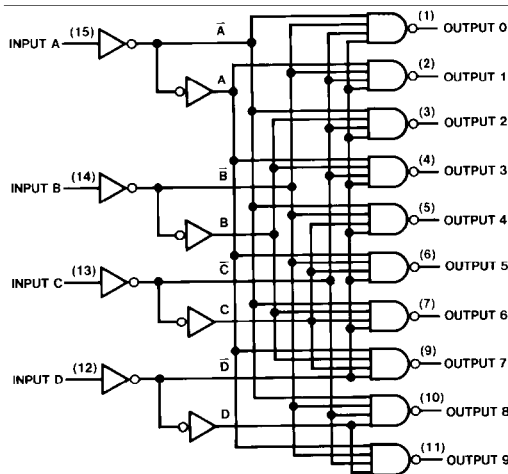 (1)
OUTPUT 0
INPUT A (15) A̅
(2)
OUTPUT 1
A
(3)
OUTPUT 2
(4)
OUTPUT 3
INPUT B (14) B̅
(5)
OUTPUT 4
B
(6)
OUTPUT 5
INPUT C (13) C̅
(7)
OUTPUT 6
C
(9)
OUTPUT 7
INPUT D (12) D̅
(10)
OUTPUT 8
D
(11)
OUTPUT 9